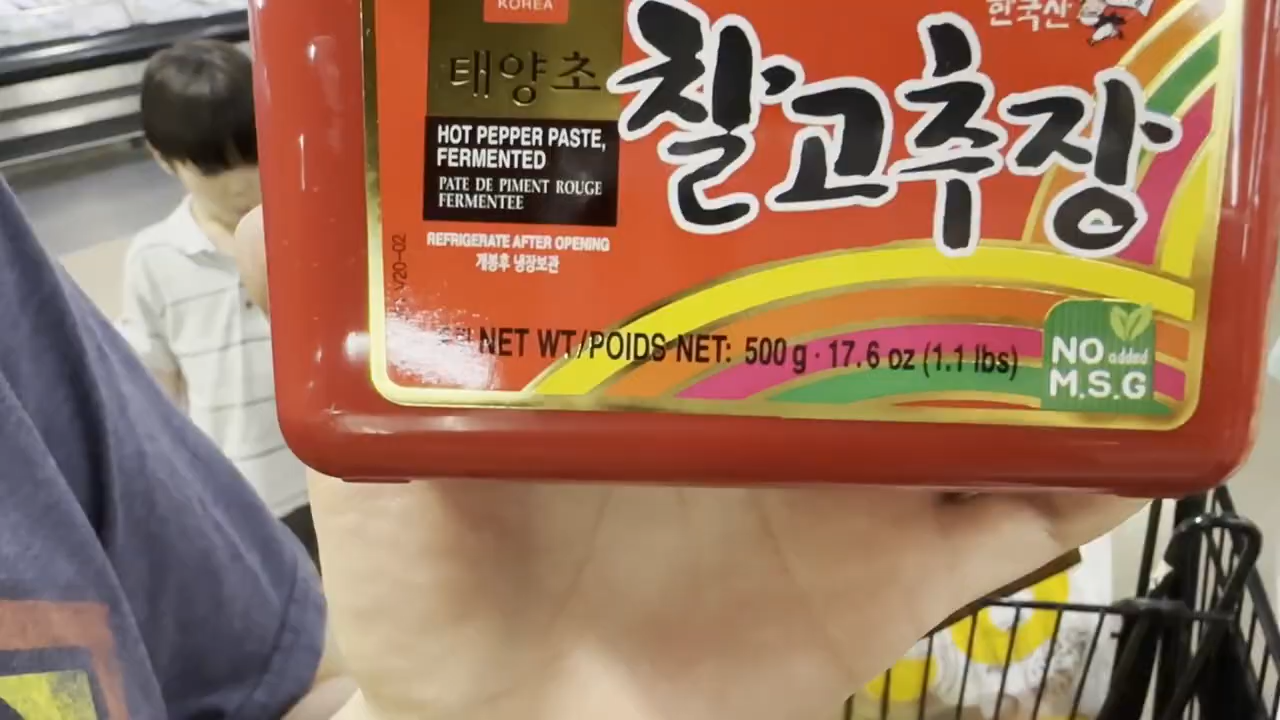 KOREA
한국산
태양초
찰고추장
HOT PEPPER PASTE,
FERMENTED
PATE DE PIMENT ROUGE
FERMENTEE
REFRIGERATE AFTER OPENING
개봉후 냉장보관
V20-02
NET WT/POIDS NET: 500 g · 17.6 oz (1.1 lbs)
NO added
M.S.G